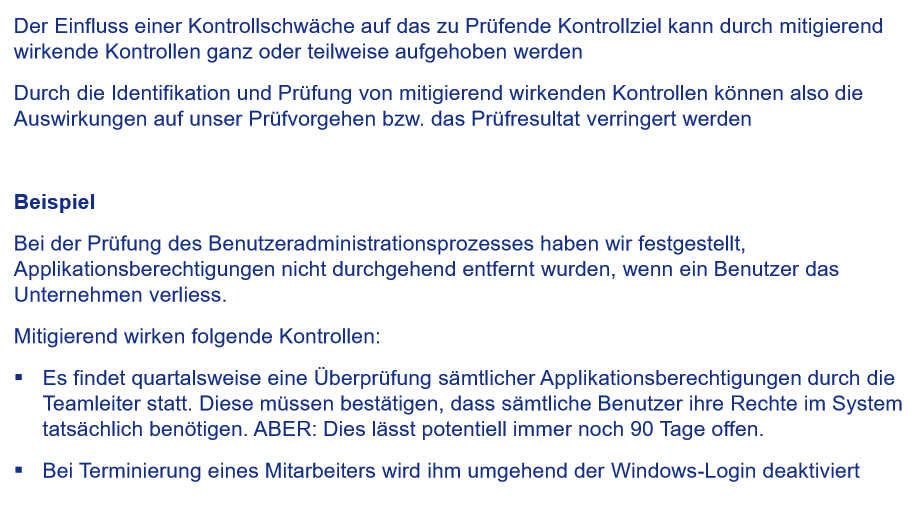 Der Einfluss einer Kontrollschwäche auf das zu Prüfende Kontrollziel kann durch mitigierend
wirkende Kontrollen ganz oder teilweise aufgehoben werden
Durch die Identifikation und Prüfung von mitigierend wirkenden Kontrollen können also die
Auswirkungen auf unser Prüfvorgehen bzw. das Prüfresultat verringert werden
Beispiel
Bei der Prüfung des Benutzeradministrationsprozesses haben wir festgestellt,
Applikationsberechtigungen nicht durchgehend entfernt wurden, wenn ein Benutzer das
Unternehmen verliess.
Mitigierend wirken folgende Kontrollen:
▪ Es findet quartalsweise eine Überprüfung sämtlicher Applikationsberechtigungen durch die
Teamleiter statt. Diese müssen bestätigen, dass sämtliche Benutzer ihre Rechte im System
tatsächlich benötigen. ABER: Dies lässt potentiell immer noch 90 Tage offen.
▪ Bei Terminierung eines Mitarbeiters wird ihm umgehend der Windows-Login deaktiviert